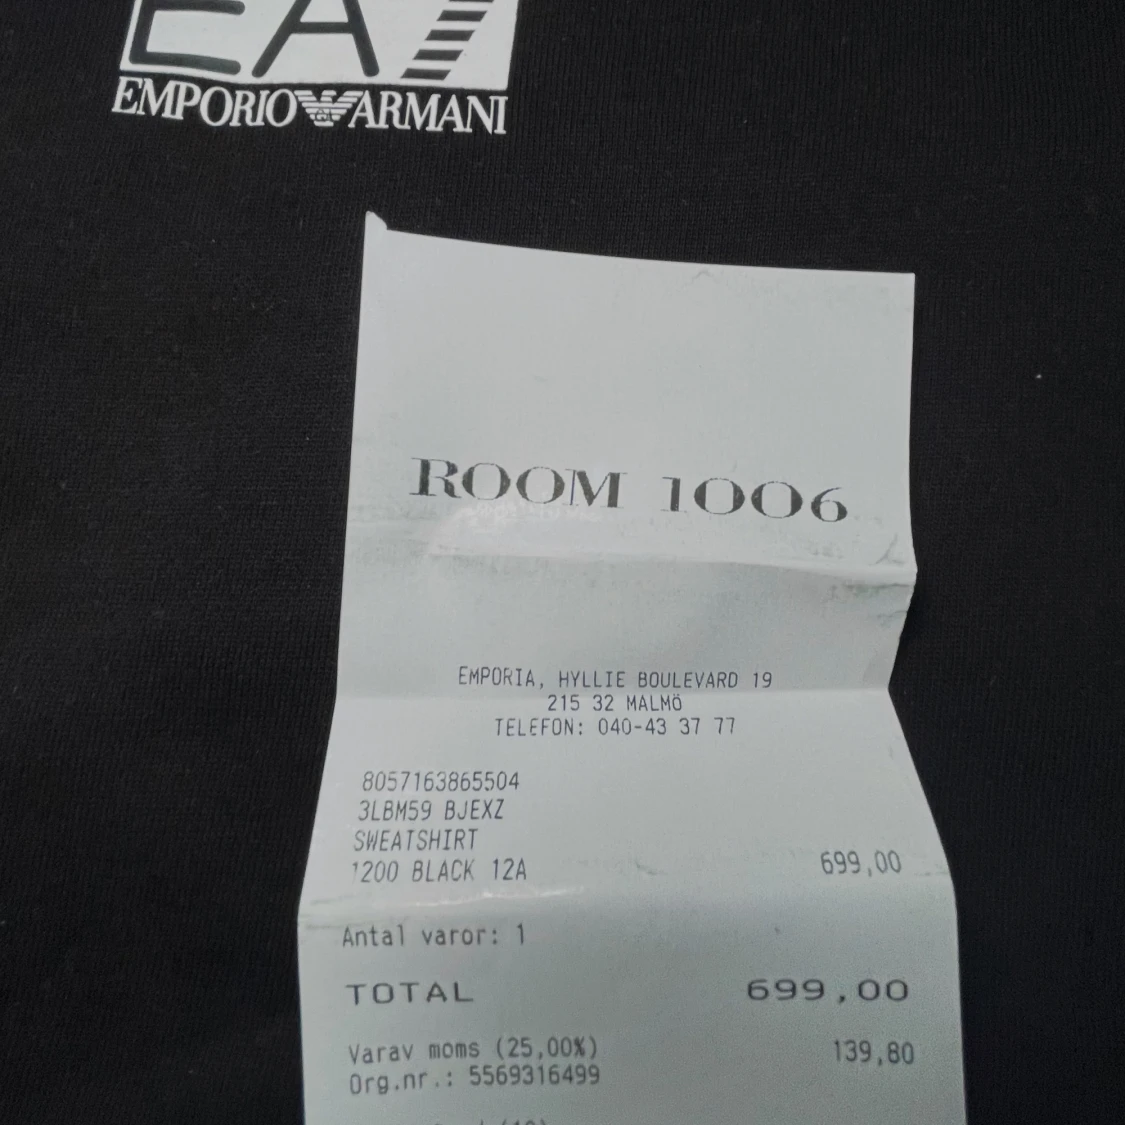 EA7
EMPORIO ARMANI
ROOM 1006
EMPORIA, HYLLIE BOULEVARD 19
215 32 MALMÖ
TELEFON: 040-43 37 77
8057163865504
3LBM59 BJEXZ
SWEATSHIRT
1200 BLACK 12A 699,00
Antal varor: 1
TOTAL 699,00
Varav moms (25,00%) 139,80
Org.nr.: 5569316499